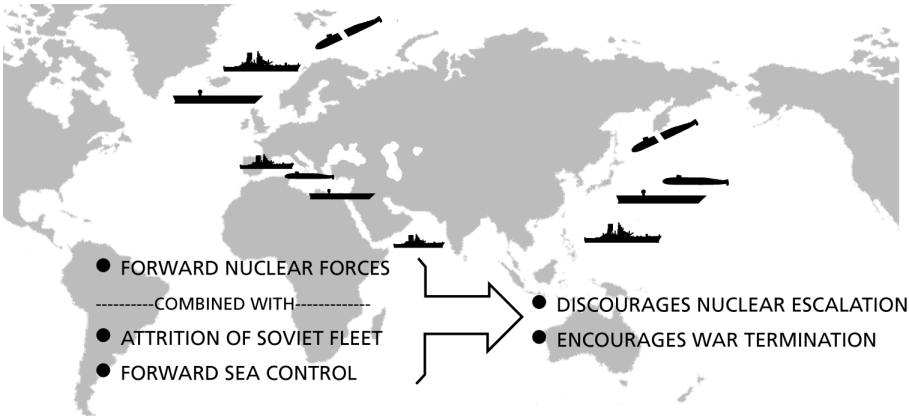 ● FORWARD NUCLEAR FORCES
----------COMBINED WITH-------------
● ATTRITION OF SOVIET FLEET
● FORWARD SEA CONTROL
● DISCOURAGES NUCLEAR ESCALATION
● ENCOURAGES WAR TERMINATION